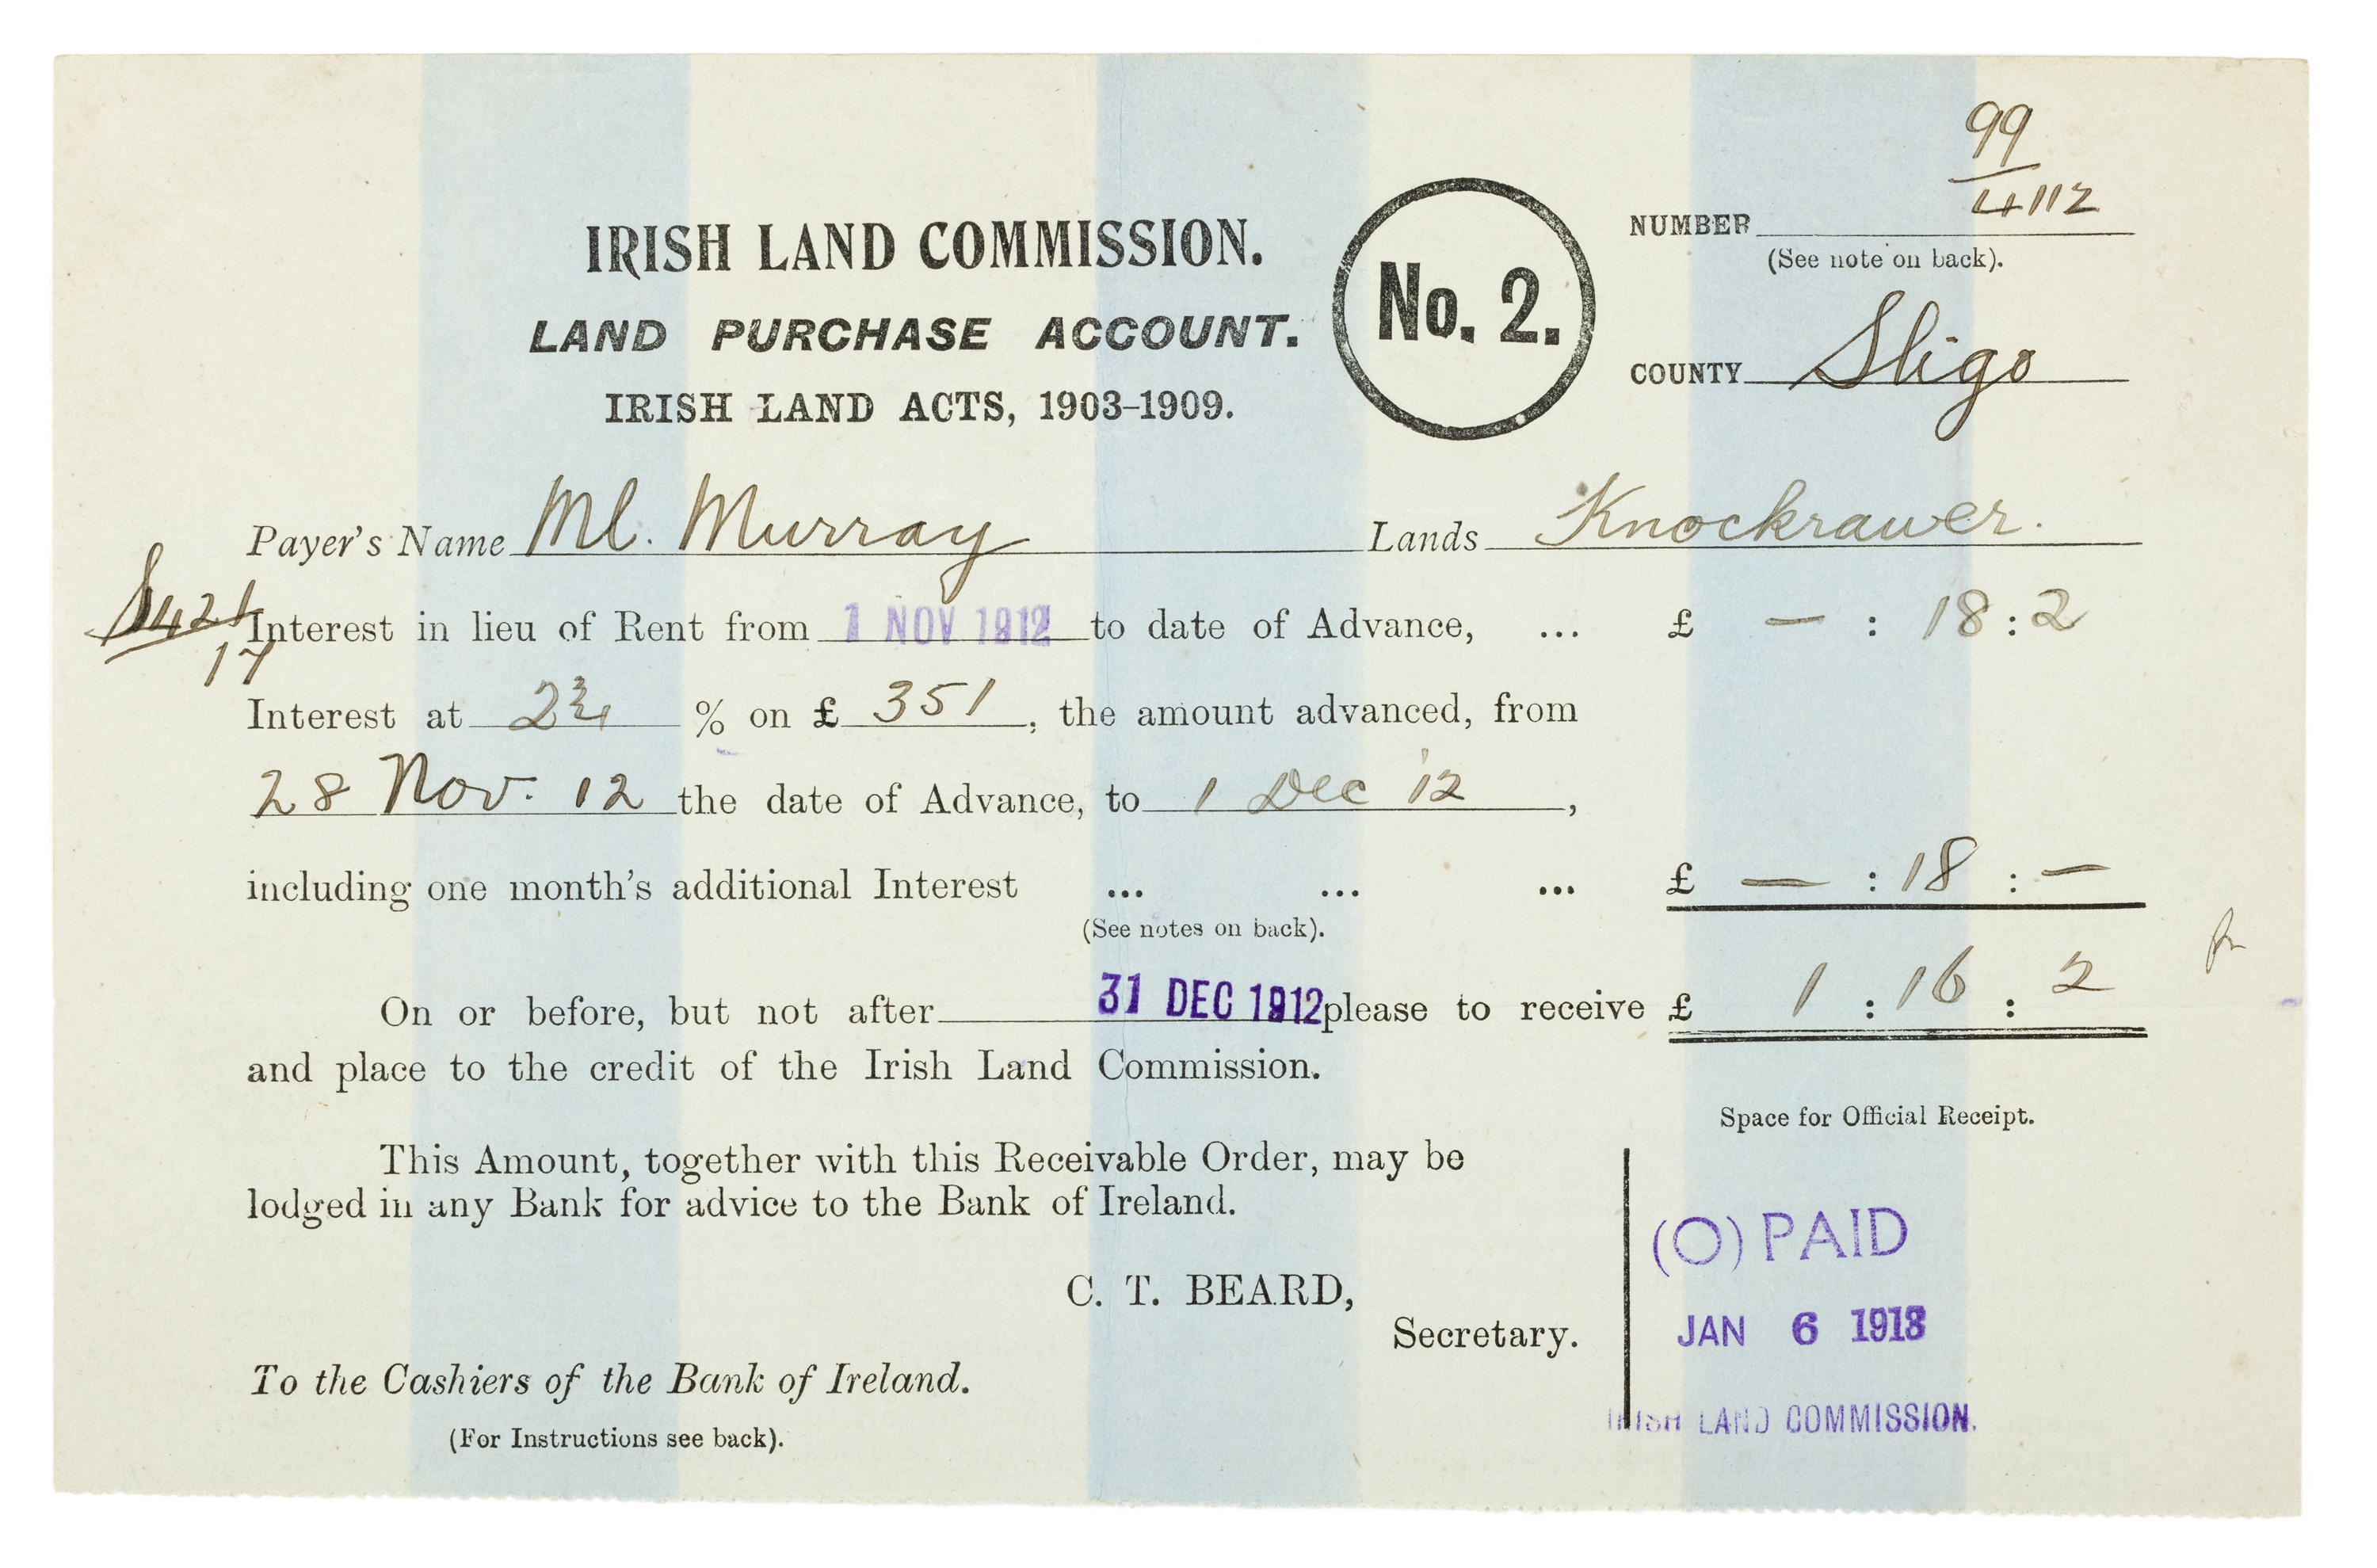 99
4112
IRISH LAND COMMISSION.
LAND PURCHASE ACCOUNT.
IRISH LAND ACTS, 1903-1909.
No. 2.
NUMBER
(See note on back).
COUNTY Sligo
Payer's Name Ml. Murray Lands Knockrawer.
Interest in lieu of Rent from 1 NOV 1912 to date of Advance, ... £ — : 18 : 2
17
Interest at 2¾ % on £ 351, the amount advanced, from
28 Nov. 12 the date of Advance, to 1 Dec '12,
including one month's additional Interest ... ... ... £ — : 18 : —
(See notes on back).
On or before, but not after 31 DEC 1912 please to receive £ 1 : 16 : 2
and place to the credit of the Irish Land Commission.
Space for Official Receipt.
This Amount, together with this Receivable Order, may be
lodged in any Bank for advice to the Bank of Ireland.
(O) PAID
C. T. BEARD,
Secretary.
JAN 6 1913
To the Cashiers of the Bank of Ireland.
IRISH LAND COMMISSION.
(For Instructions see back).